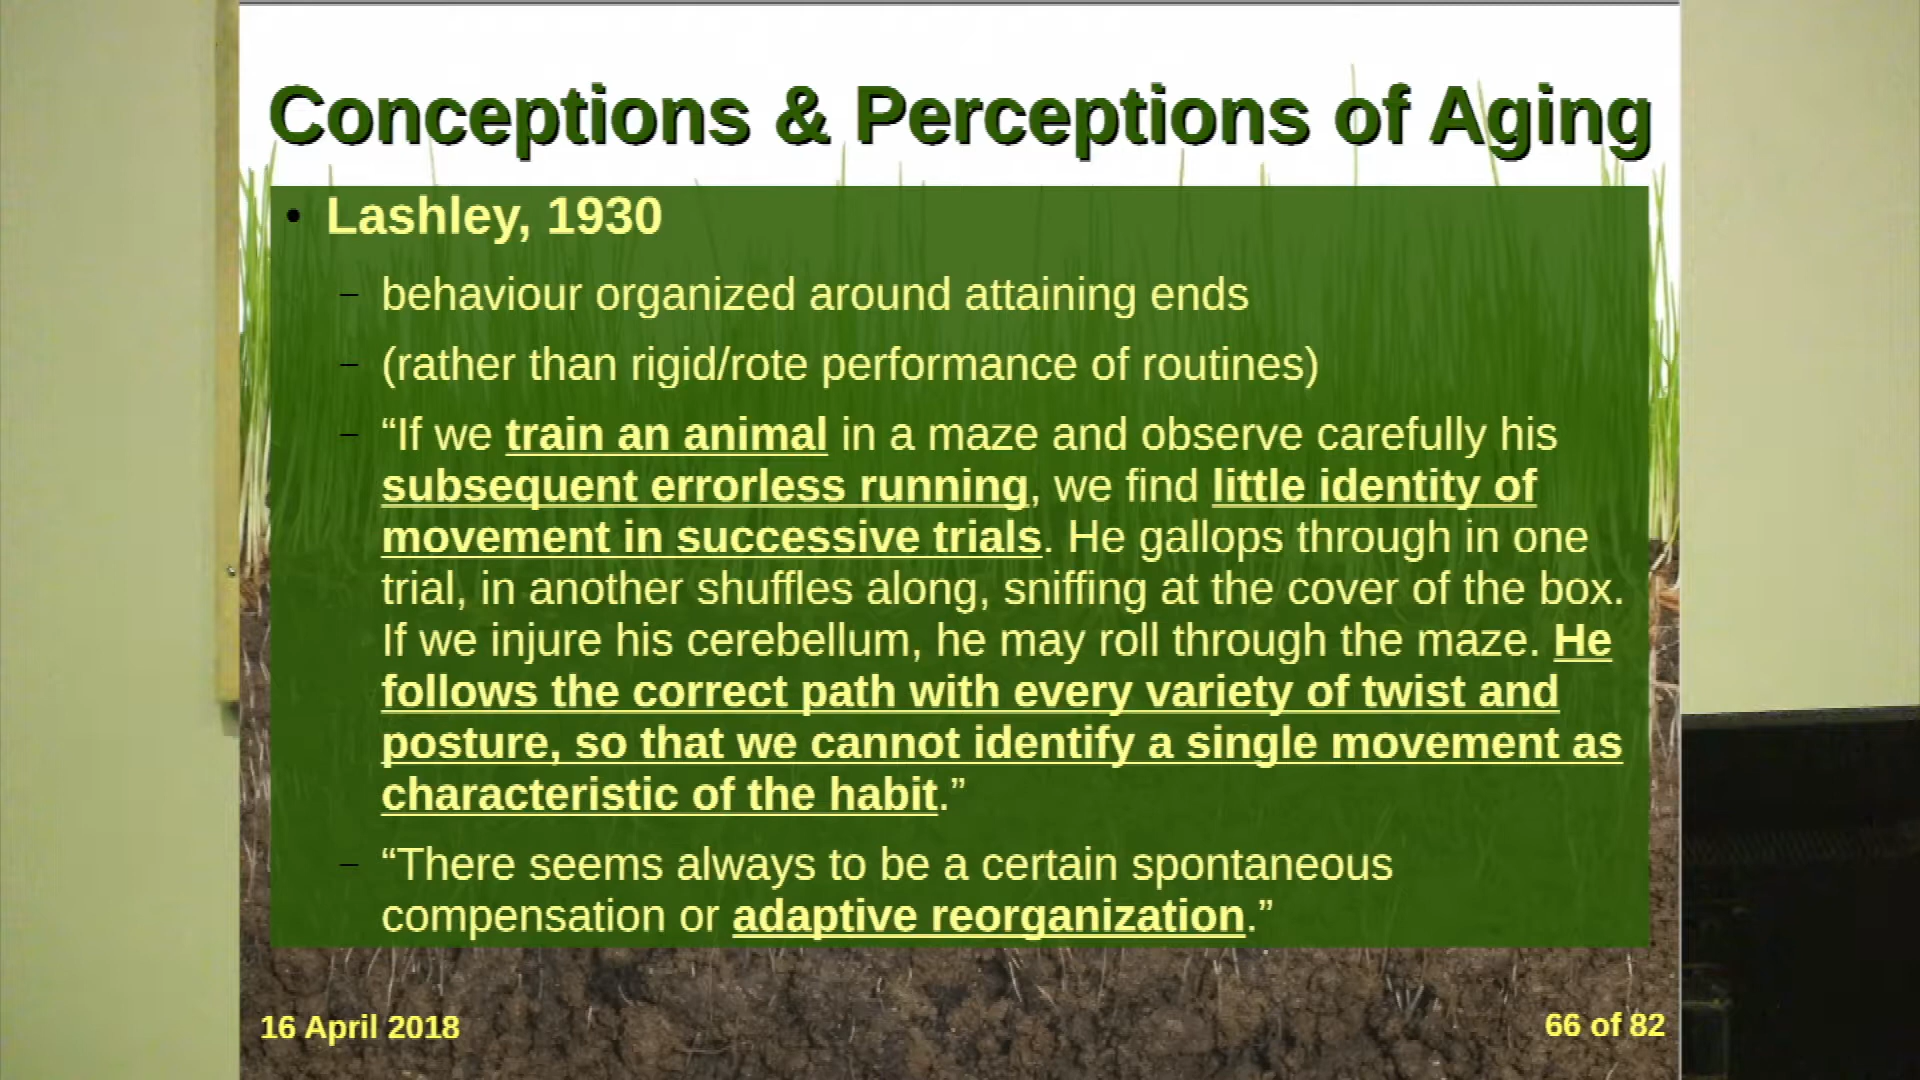 Conceptions & Perceptions of Aging
• Lashley, 1930
– behaviour organized around attaining ends
– (rather than rigid/rote performance of routines)
– “If we train an animal in a maze and observe carefully his
subsequent errorless running, we find little identity of
movement in successive trials. He gallops through in one
trial, in another shuffles along, sniffing at the cover of the box.
If we injure his cerebellum, he may roll through the maze. He
follows the correct path with every variety of twist and
posture, so that we cannot identify a single movement as
characteristic of the habit.”
– “There seems always to be a certain spontaneous
compensation or adaptive reorganization.”
16 April 2018
66 of 82